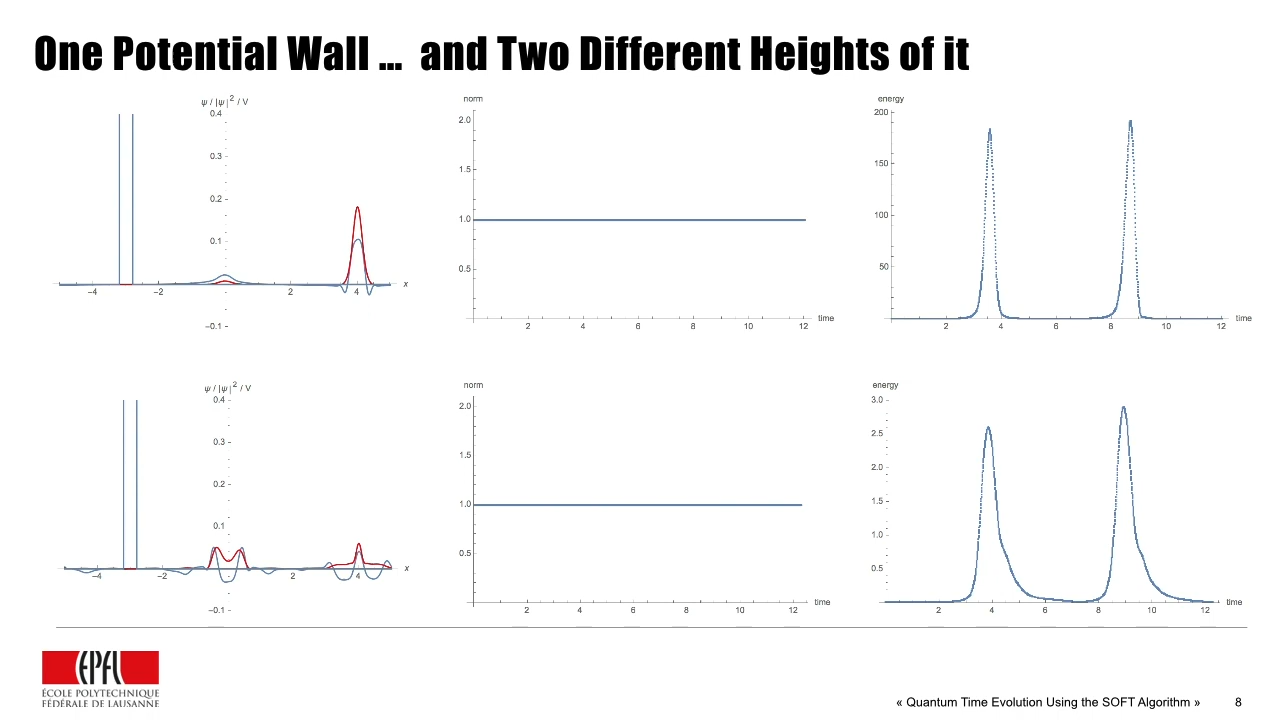 One Potential Wall ... and Two Different Heights of it
ψ / |ψ|² / V
0.4
0.3
0.2
0.1
−0.1
−4 −2 2 4 x
norm
2.0
1.5
1.0
0.5
2 4 6 8 10 12 time
energy
200
150
100
50
2 4 6 8 10 12 time
ψ / |ψ|² / V
0.4
0.3
0.2
0.1
−0.1
−4 −2 2 4 x
norm
2.0
1.5
1.0
0.5
2 4 6 8 10 12 time
energy
3.0
2.5
2.0
1.5
1.0
0.5
2 4 6 8 10 12 time
EPFL
ÉCOLE POLYTECHNIQUE
FÉDÉRALE DE LAUSANNE
« Quantum Time Evolution Using the SOFT Algorithm » 8